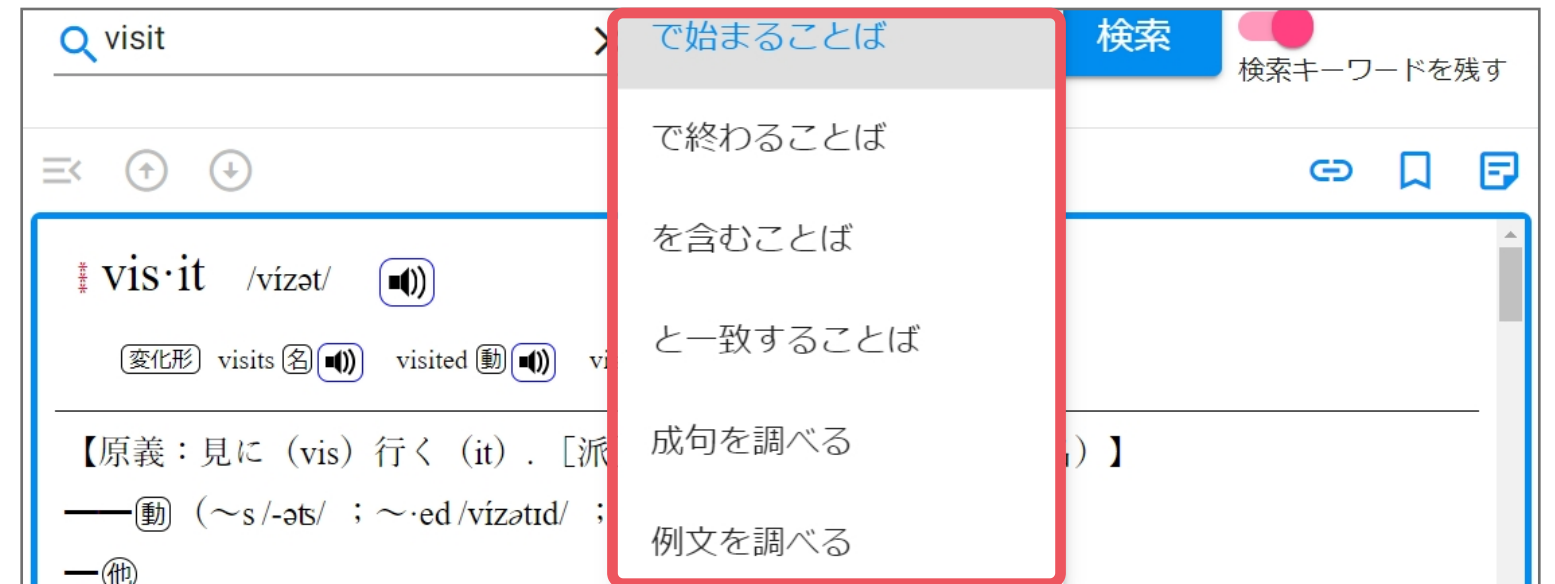 visit
で始まることば
検索
検索キーワードを残す
で終わることば
を含むことば
と一致することば
成句を調べる
例文を調べる
vis·it /vízət/
変化形 visits 名 visited 動
【原義：見に（vis）行く（it）．［派
）】
━━動 （～s /-əts/ ；～·ed /vízətɪd/ ；
━他